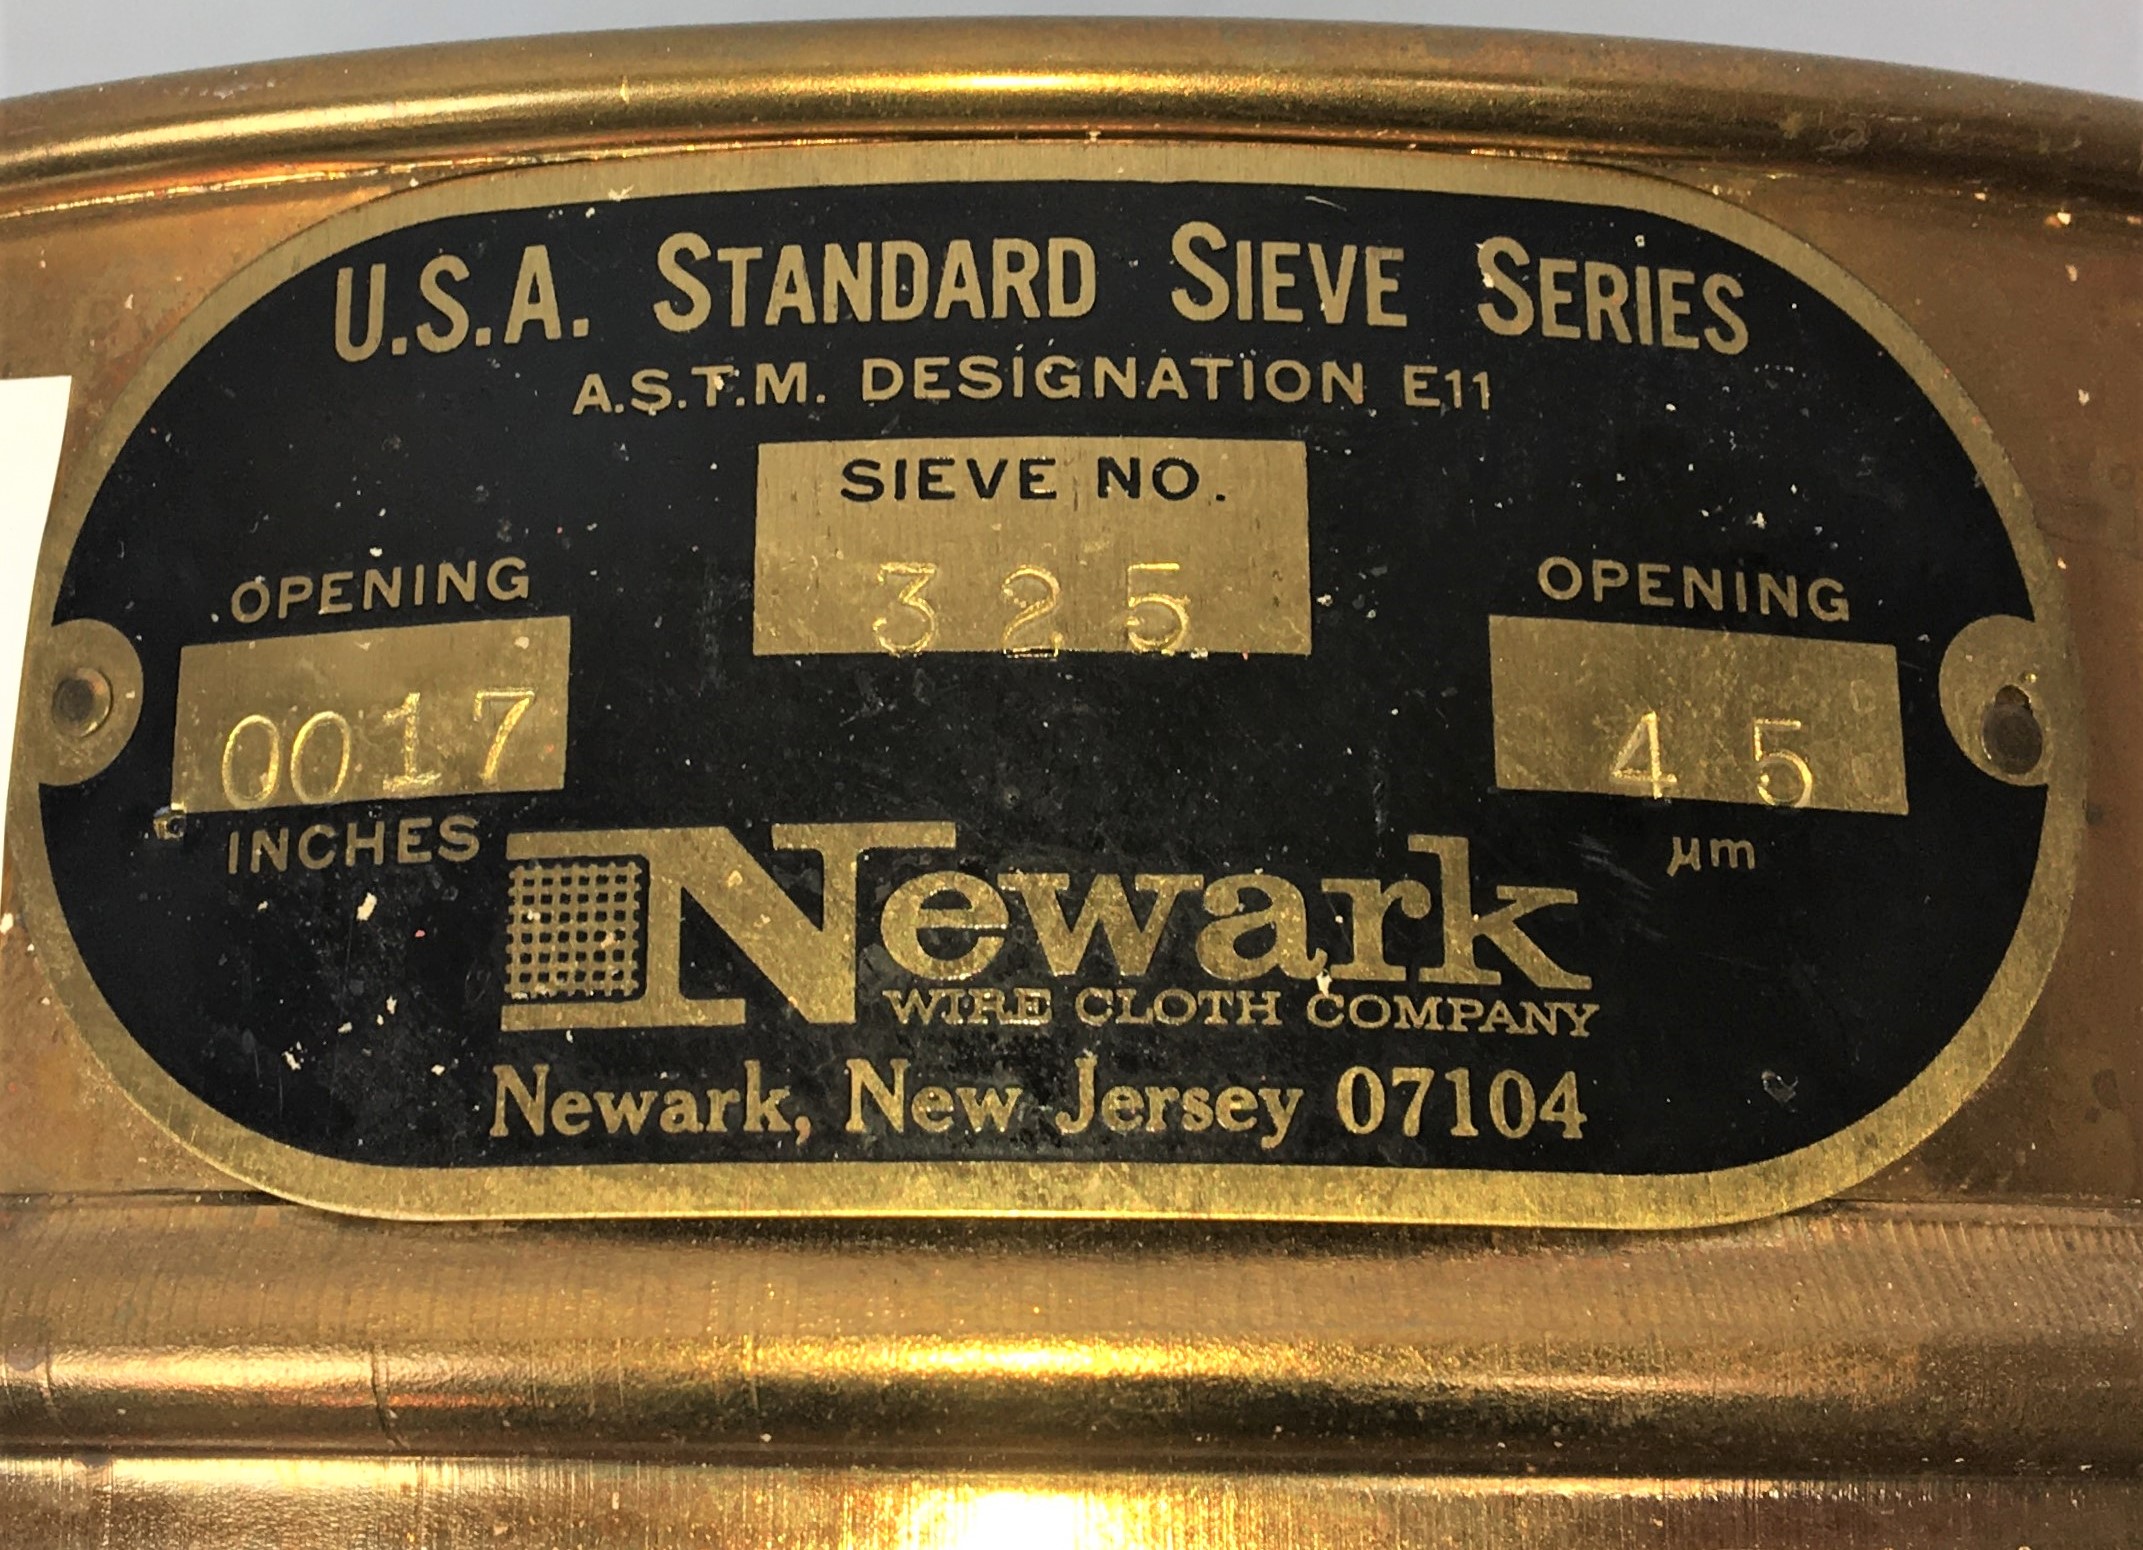 U.S.A. STANDARD SIEVE SERIES
A.S.T.M. DESIGNATION E11
SIEVE NO.
325
OPENING
.0017
INCHES
OPENING
45
µm
Newark
WIRE CLOTH COMPANY
Newark, New Jersey 07104